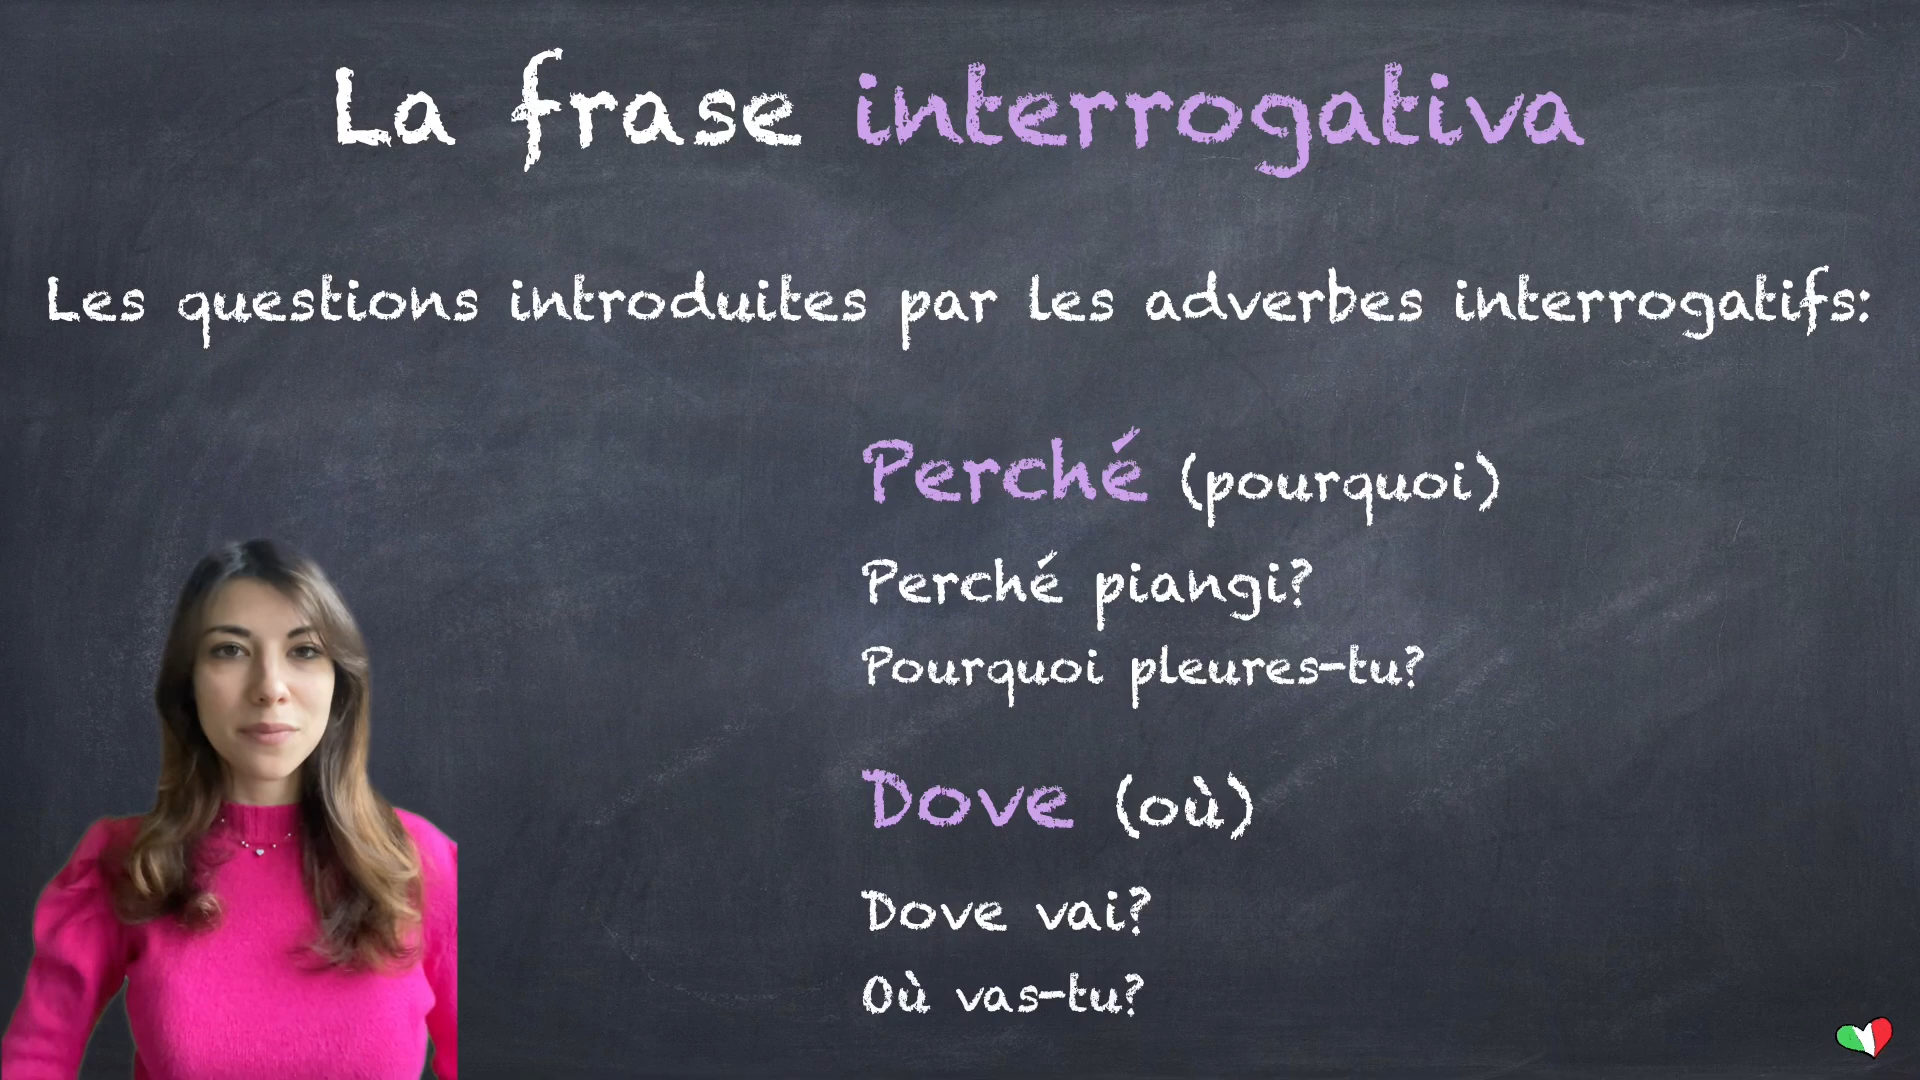 La frase interrogativa
Les questions introduites par les adverbes interrogatifs:
Perché (pourquoi)
Perché piangi?
Pourquoi pleures-tu?
Dove (où)
Dove vai?
Où vas-tu?